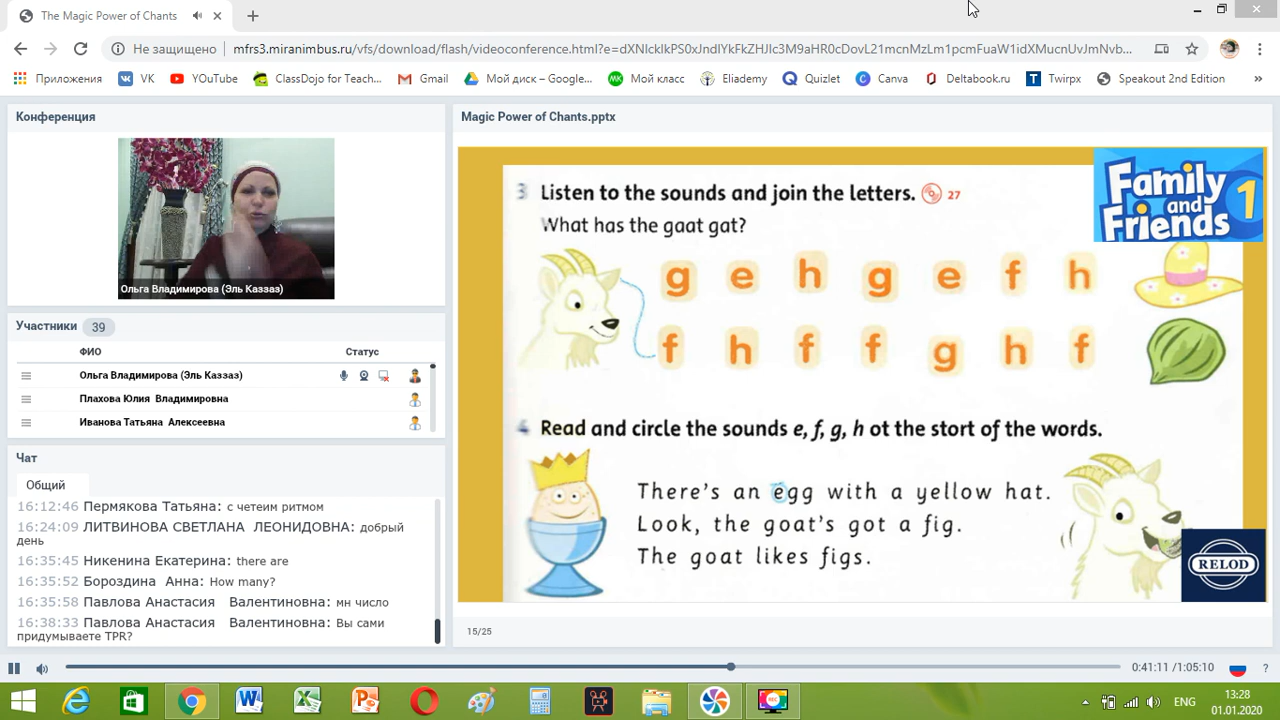 The Magic Power of Chants
Не защищено
mfrs3.miranimbus.ru/vfs/download/flash/videoconference.html?e=dXNlcklkPS0xJndlYkFkZHJlc3M9aHR0cDovL21mcnMzLm1pcmFuaW1idXMucnUvJmNvb...
Приложения VK YOutube ClassDojo for Teach... Gmail Мой диск – Google... Мой класс Eliademy Quizlet Canva Deltabook.ru Twirpx Speakout 2nd Edition »
Конференция
Ольга Владимирова (Эль Каззаз)
Участники 39
ФИО Статус
Ольга Владимирова (Эль Каззаз)
Плахова Юлия Владимировна
Иванова Татьяна Алексеевна
Чат
Общий
16:12:46 Пермякова Татьяна: с четеим ритмом
16:24:09 ЛИТВИНОВА СВЕТЛАНА ЛЕОНИДОВНА: добрый
день
16:35:45 Никенина Екатерина: there are
16:35:52 Бороздина Анна: How many?
16:35:58 Павлова Анастасия Валентиновна: мн число
16:38:33 Павлова Анастасия Валентиновна: Вы сами
придумываете TPR?
Magic Power of Chants.pptx
Family and Friends 1
3 Listen to the sounds and join the letters. 27
What has the gaat gat?
g e h g e f h
f h f f g h f
4 Read and circle the sounds e, f, g, h ot the stort of the words.
There's an egg with a yellow hat.
Look, the goat's got a fig.
The goat likes figs.
RELOD
15/25
0:41:11 / 1:05:10 ?
ENG
13:28
01.01.2020